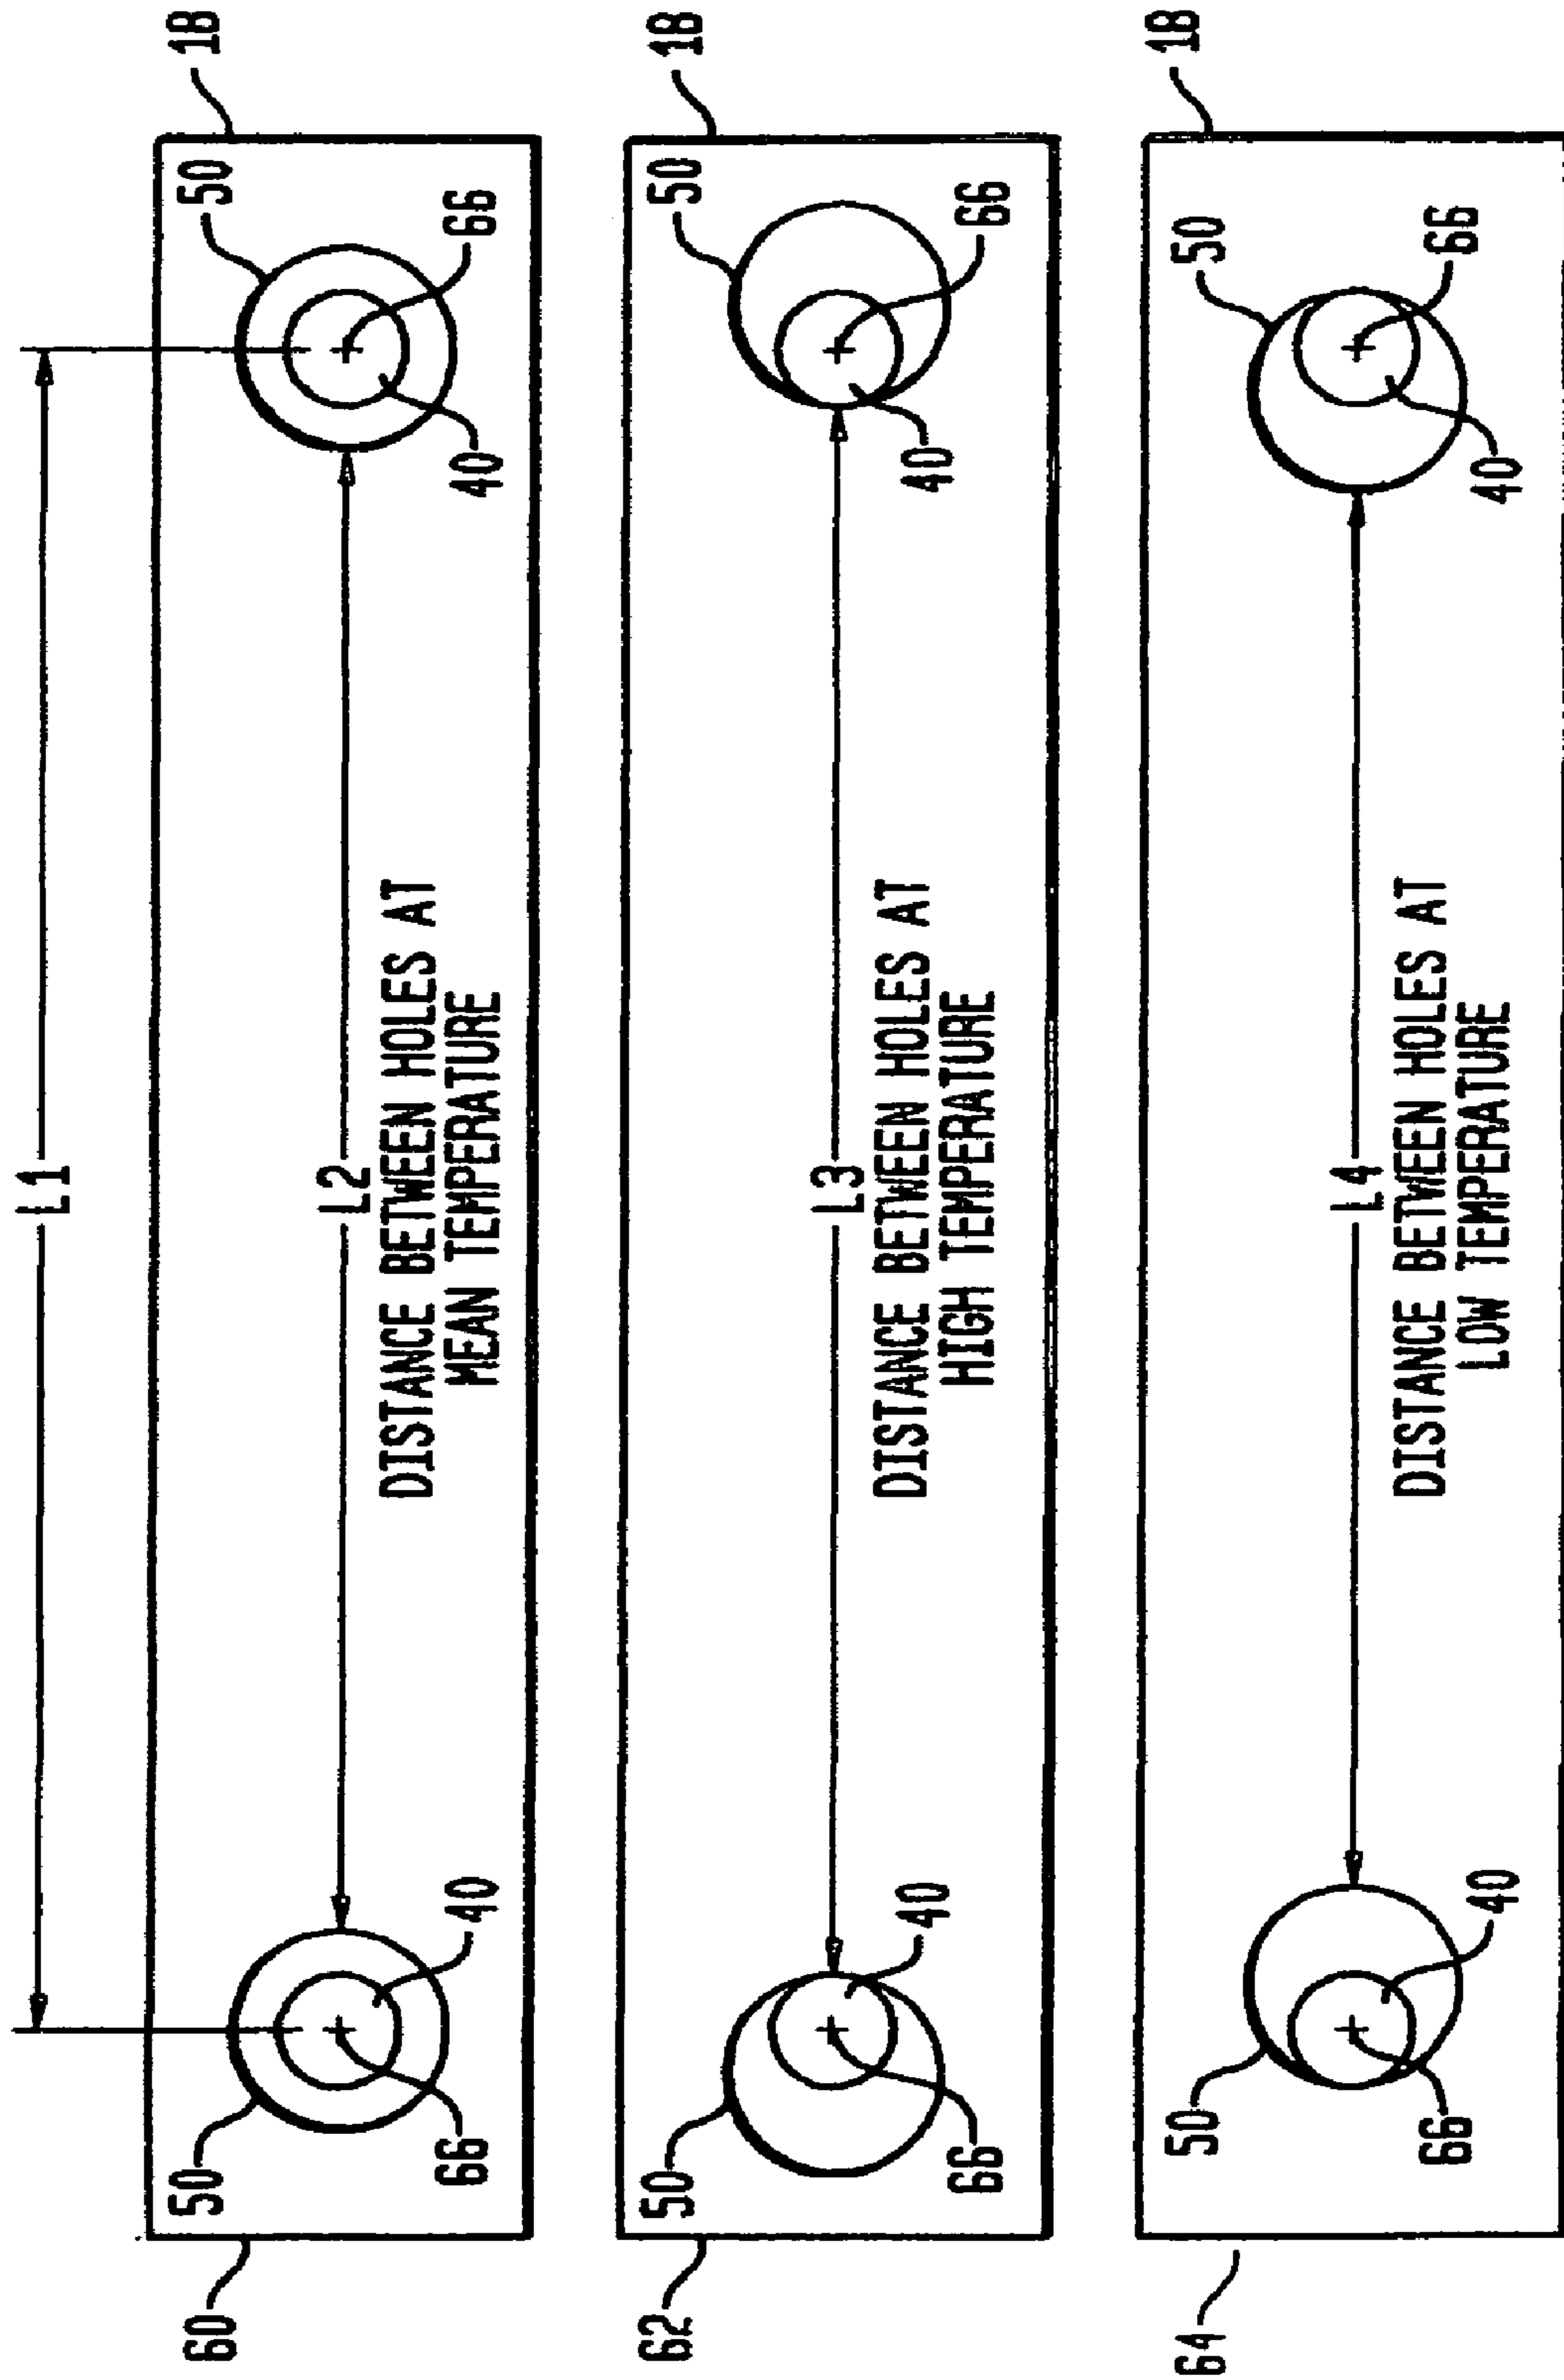 L1
18
50
50
L2
66
40
40
66
DISTANCE BETWEEN HOLES AT
MEAN TEMPERATURE
60
18
50
50
L3
66
40
40
66
DISTANCE BETWEEN HOLES AT
HIGH TEMPERATURE
62
18
50
50
L4
66
40
40
66
DISTANCE BETWEEN HOLES AT
LOW TEMPERATURE
64